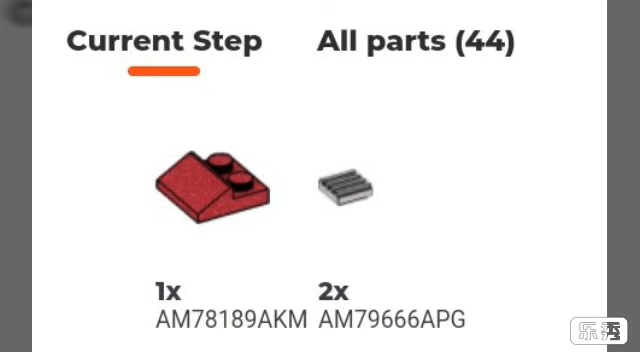 Current Step All parts (44)
1x 2x
AM78189AKM AM79666APG
乐秀